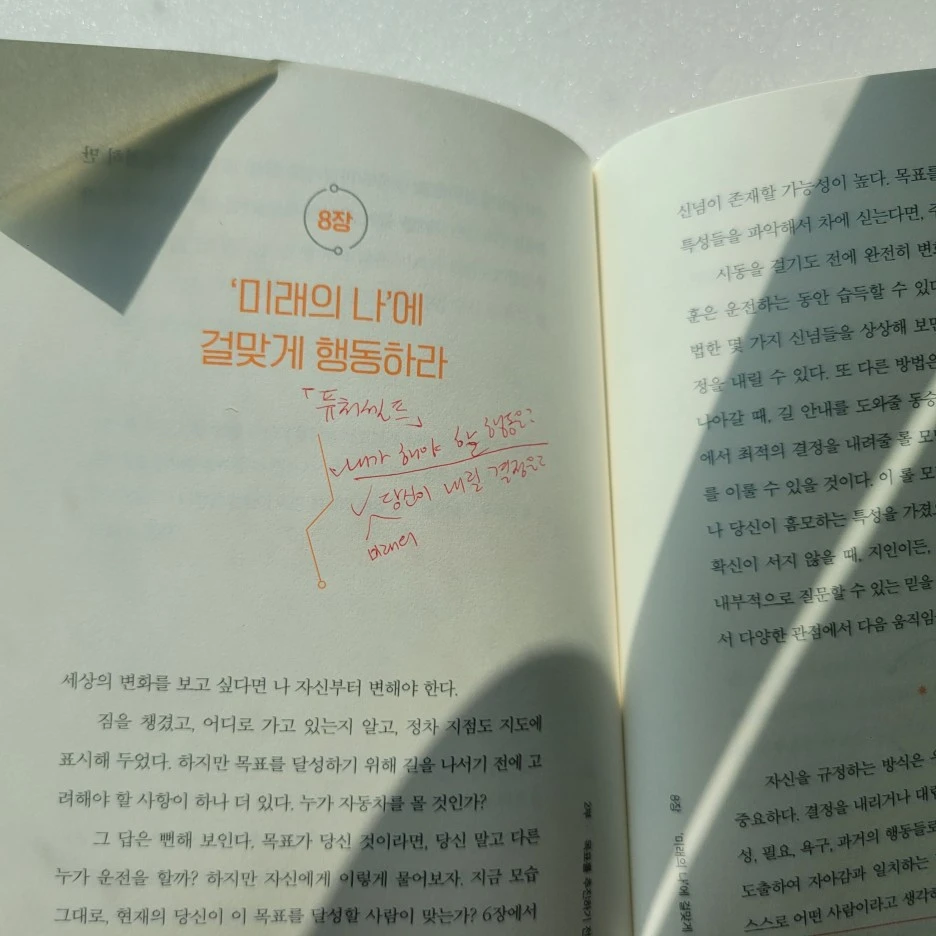 8장
‘미래의 나’에
걸맞게 행동하라
「퓨처셀프」
내가 해야 할 행동은?
당신이 내릴 결정은?
미래의
세상의 변화를 보고 싶다면 나 자신부터 변해야 한다.
짐을 챙겼고, 어디로 가고 있는지 알고, 정차 지점도 지도에
표시해 두었다. 하지만 목표를 달성하기 위해 길을 나서기 전에 고
려해야 할 사항이 하나 더 있다. 누가 자동차를 몰 것인가?
그 답은 뻔해 보인다. 목표가 당신 것이라면, 당신 말고 다른
누가 운전을 할까? 하지만 자신에게 이렇게 물어보자. 지금 모습
그대로, 현재의 당신이 이 목표를 달성할 사람이 맞는가? 6장에서
2부 목표를 추진하기 전
신념이 존재할 가능성이 높다. 목표를
특성들을 파악해서 차에 싣는다면,
시동을 걸기도 전에 완전히
훈은 운전하는 동안 습득할 수
법한 몇 가지 신념들을 상상해
정을 내릴 수 있다. 또 다른 방법은
나아갈 때, 길 안내를 도와줄
에서 최적의 결정을 내려줄 롤
를 이룰 수 있을 것이다. 이 롤
나 당신이 흠모하는 특성을
확신이 서지 않을 때, 지인이든,
내부적으로 질문할 수 있는 믿을
서 다양한 관점에서 다음
*
자신을 규정하는 방식은
중요하다. 결정을 내리거나
성, 필요, 욕구, 과거의 행동들로
도출하여 자아감과 일치하는
스스로 어떤 사람이라고
8장 ‘미래의 나’에 걸맞게